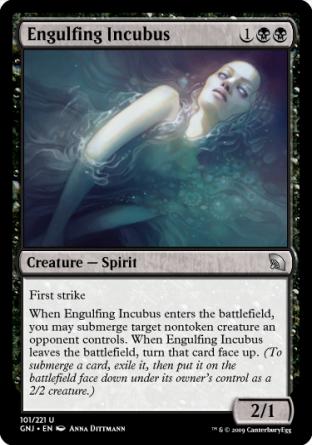 Engulfing Incubus 1
Creature — Spirit
First strike
When Engulfing Incubus enters the battlefield,
you may submerge target nontoken creature an
opponent controls. When Engulfing Incubus
leaves the battlefield, turn that card face up. (To
submerge a card, exile it, then put it on the
battlefield face down under its owner's control as a
2/2 creature.)
2/1
101/221 U
GNJ • EN Anna Dittmann
™ & © 2009 CanterburyEgg